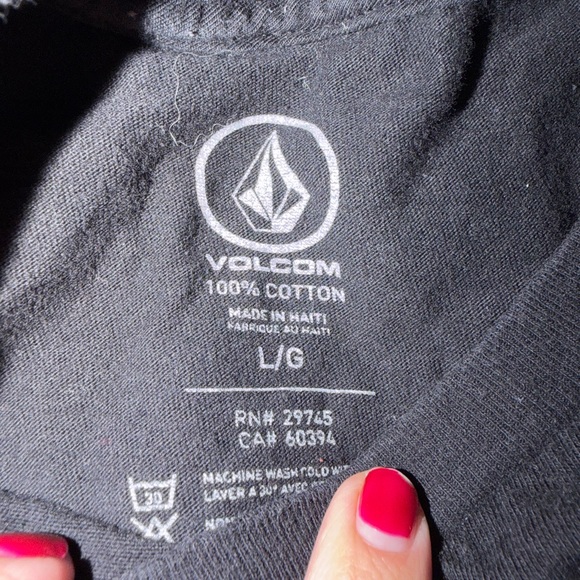 VOLCOM
100% COTTON
MADE IN HAITI
FABRIQUE AU HAITI
L/G
RN# 29745
CA# 60394
30
MACHINE WASH COLD
LAVER A 30° AVEC